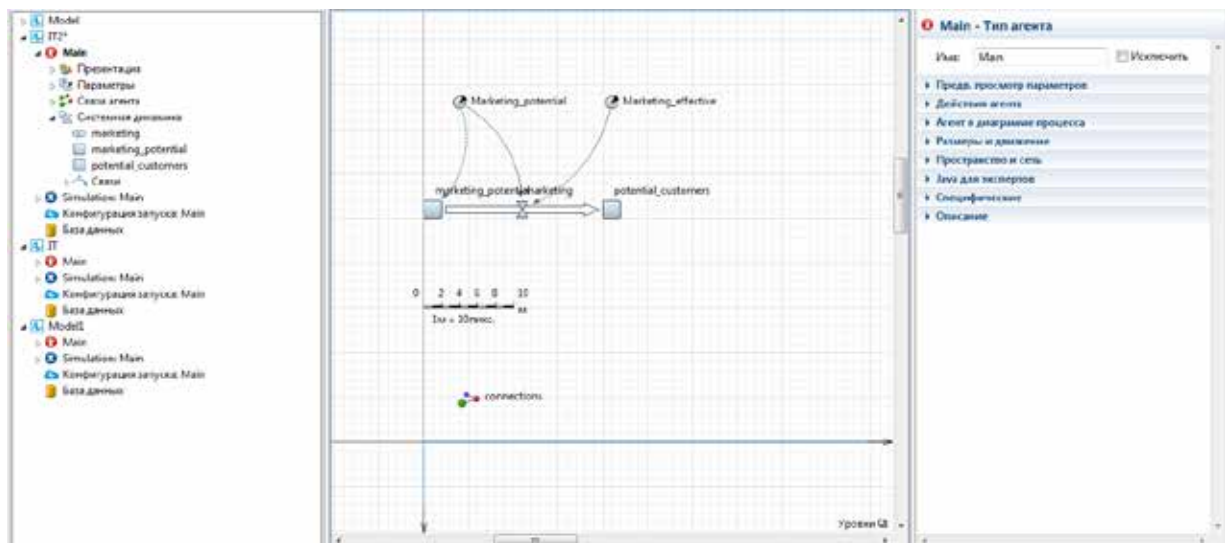 Model
IT2*
Main
Презентация
Параметры
Связи агента
Системная динамика
marketing
marketing_potential
potential_customers
Связи
Simulation: Main
Конфигурация запуска: Main
База данных
IT
Main
Simulation: Main
Конфигурация запуска: Main
База данных
Model1
Main
Simulation: Main
Конфигурация запуска: Main
База данных
Marketing_potential
Marketing_effective
marketing_potential
marketing
potential_customers
0 2 4 6 8 10
м
1м = 10пикс.
connections
Уровни
Main - Тип агента
Имя: Main
Исключить
Предв. просмотр параметров
Действия агента
Агент в диаграмме процесса
Размеры и движение
Пространство и сеть
Java для экспертов
Специфические
Описание